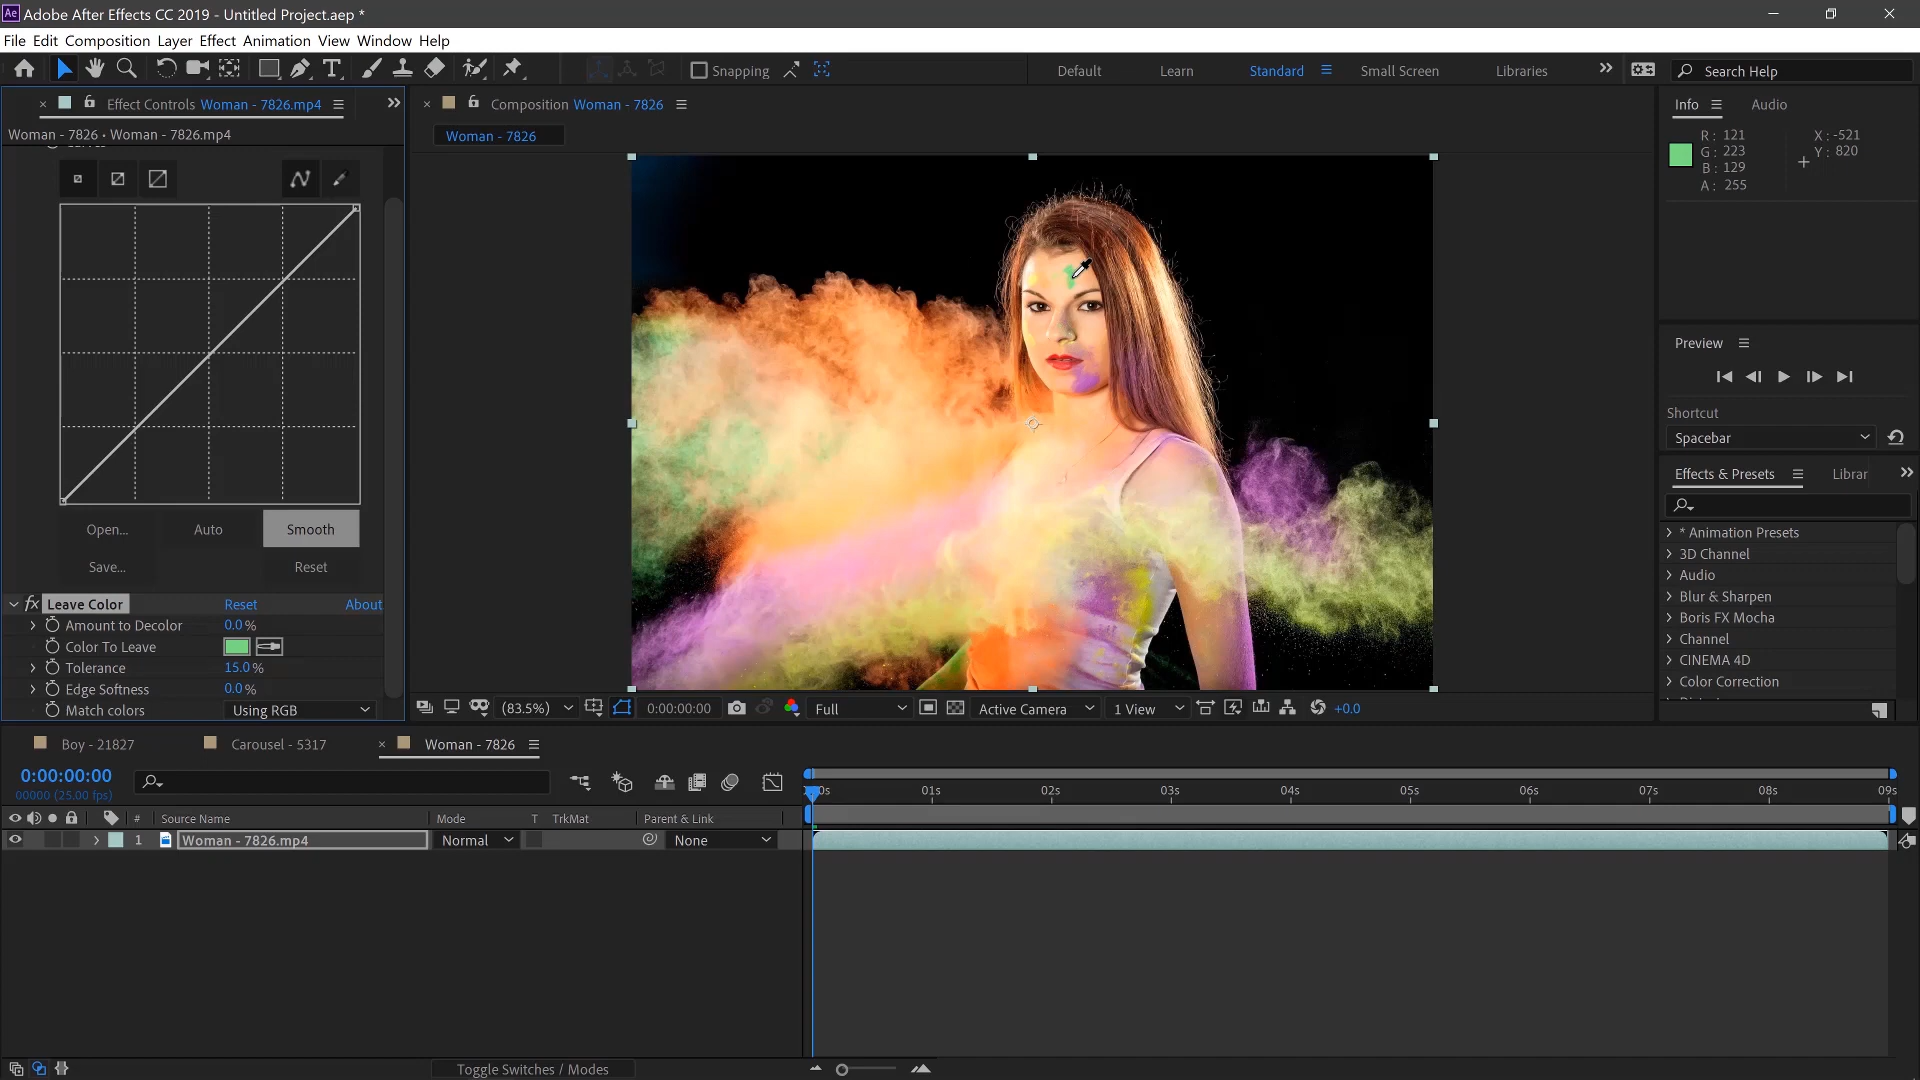 Ae Adobe After Effects CC 2019 - Untitled Project.aep *
File Edit Composition Layer Effect Animation View Window Help
Snapping Default Learn Standard Small Screen Libraries Search Help
Effect Controls Woman - 7826.mp4
Composition Woman - 7826
Info Audio
Woman - 7826 • Woman - 7826.mp4
Woman - 7826
R : 121
G : 223
B : 129
A : 255
X : -521
Y : 820
Open... Auto Smooth
Save... Reset
fx Leave Color Reset About
Amount to Decolor 0.0 %
Color To Leave
Tolerance 15.0 %
Edge Softness 0.0 %
Match colors Using RGB
(83.5%) 0:00:00:00 Full Active Camera 1 View +0.0
Preview
Shortcut
Spacebar
Effects & Presets Librar
* Animation Presets
3D Channel
Audio
Blur & Sharpen
Boris FX Mocha
Channel
CINEMA 4D
Color Correction
Boy - 21827 Carousel - 5317 Woman - 7826
0:00:00:00
00000 (25.00 fps)
01s 02s 03s 04s 05s 06s 07s 08s 09s
# Source Name Mode T TrkMat Parent & Link
1 Woman - 7826.mp4 Normal None
Toggle Switches / Modes